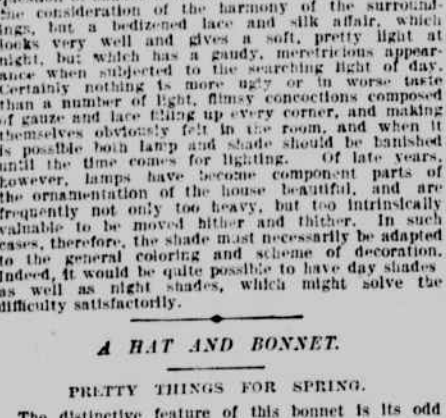 the consideration of the harmony of the surround-
ings, but a bedizened lace and silk affair, which
looks very well and gives a soft, pretty light at
night, but which has a gaudy, meretricious appear-
ance when subjected to the searching light of day.
Certainly nothing is more ugly or in worse taste
than a number of light, flimsy concoctions composed
of gauze and lace filling up every corner, and making
themselves obviously felt in the room, and when it
is possible both lamp and shade should be banished
until the time comes for lighting. Of late years,
however, lamps have become component parts of
the ornamentation of the house beautiful, and are
frequently not only too heavy, but too intrinsically
valuable to be moved hither and thither. In such
cases, therefore, the shade must necessarily be adapted
to the general coloring and scheme of decoration.
Indeed, it would be quite possible to have day shades
as well as night shades, which might solve the
difficulty satisfactorily.
A HAT AND BONNET.
PRETTY THINGS FOR SPRING.
The distinctive feature of this bonnet is its odd